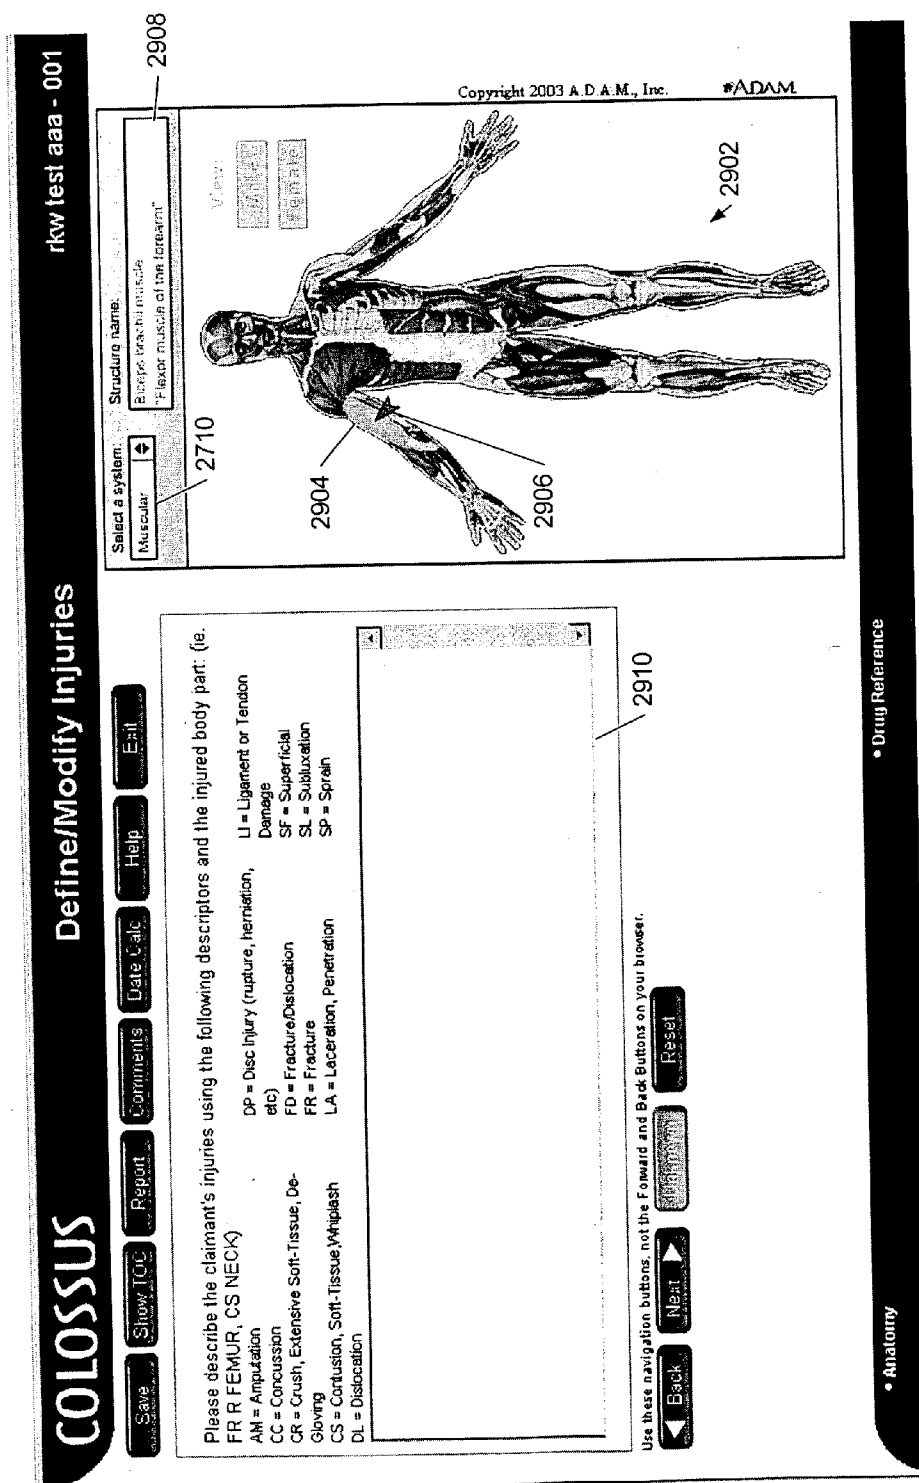 COLOSSUS
Define/Modify Injuries
rkw test aaa - 001
Save
Show TOC
Report
Comments
Date Calc
Help
Exit
Please describe the claimant's injuries using the following descriptors and the injured body part: (ie.
FR R FEMUR, CS NECK)
AM = Amputation
CC = Concussion
CR = Crush, Extensive Soft-Tissue, De-
Gloving
CS = Contusion, Soft-Tissue,Whiplash
DL = Dislocation
DP = Disc Injury (rupture, herniation,
etc)
FD = Fracture/Dislocation
FR = Fracture
LA = Laceration, Penetration
LI = Ligament or Tendon
Damage
SF = Superficial
SL = Subluxation
SP = Sprain
2910
Use these navigation buttons, not the Forward and Back Buttons on your browser.
Back
Next
Unknown
Reset
Select a system:
Muscular
2710
Structure name:
Biceps brachii muscle
"Flexor muscle of the forearm"
2908
View:
Male
Female
2904
2906
2902
Copyright 2003 A.D.A.M., Inc.
ADAM
• Anatomy
• Drug Reference